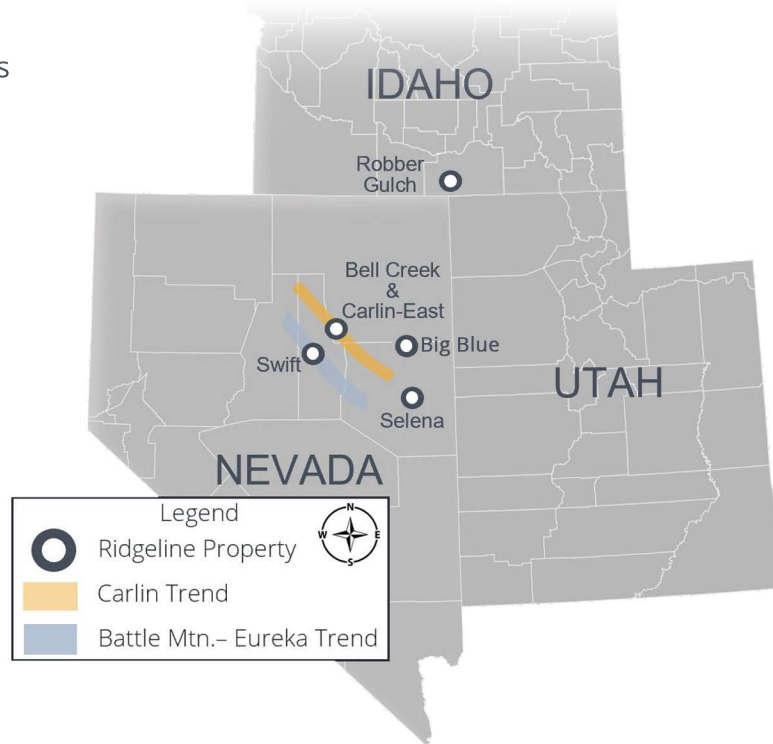 s
IDAHO
Robber
Gulch
Bell Creek
&
Carlin-East
Big Blue
Swift
UTAH
Selena
NEVADA
Legend
N
W E
S
Ridgeline Property
Carlin Trend
Battle Mtn.– Eureka Trend